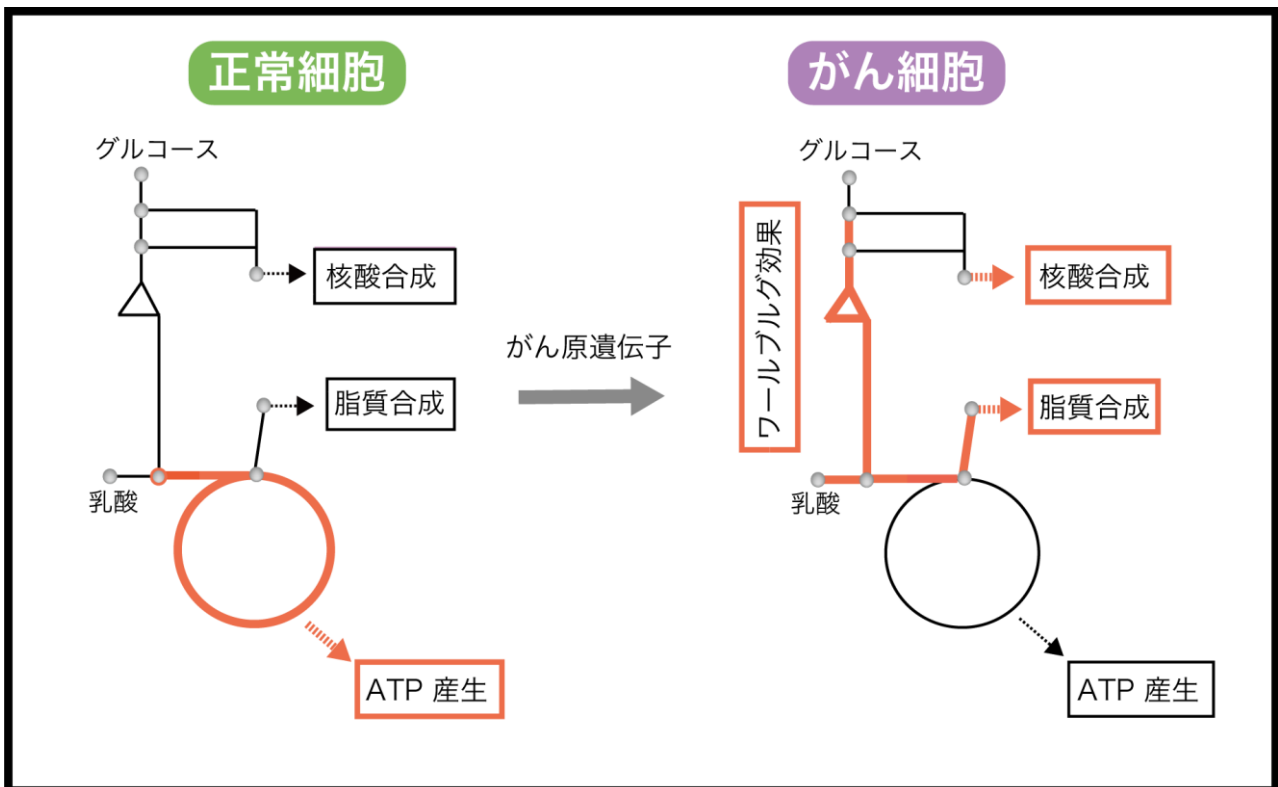 正常細胞
グルコース
核酸合成
脂質合成
乳酸
ATP 産生
がん原遺伝子
がん細胞
グルコース
ワールブルグ効果
核酸合成
脂質合成
乳酸
ATP 産生